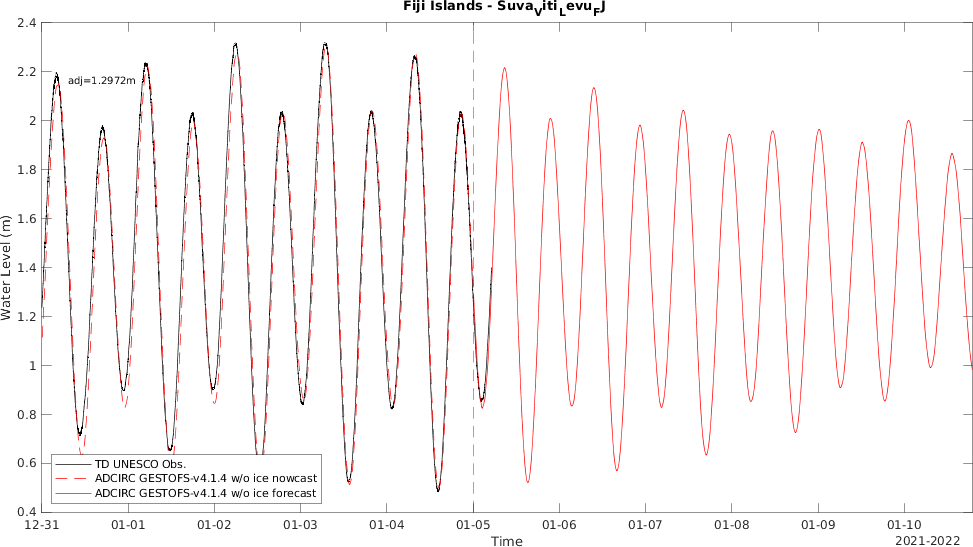 Fiji Islands - SuvaVitiLevuFJ
2.4
2.2
2
1.8
1.6
1.4
1.2
1
0.8
0.6
0.4
Water Level (m)
adj=1.2972m
TD UNESCO Obs.
ADCIRC GESTOFS-v4.1.4 w/o ice nowcast
ADCIRC GESTOFS-v4.1.4 w/o ice forecast
12-31 01-01 01-02 01-03 01-04 01-05 01-06 01-07 01-08 01-09 01-10
Time
2021-2022